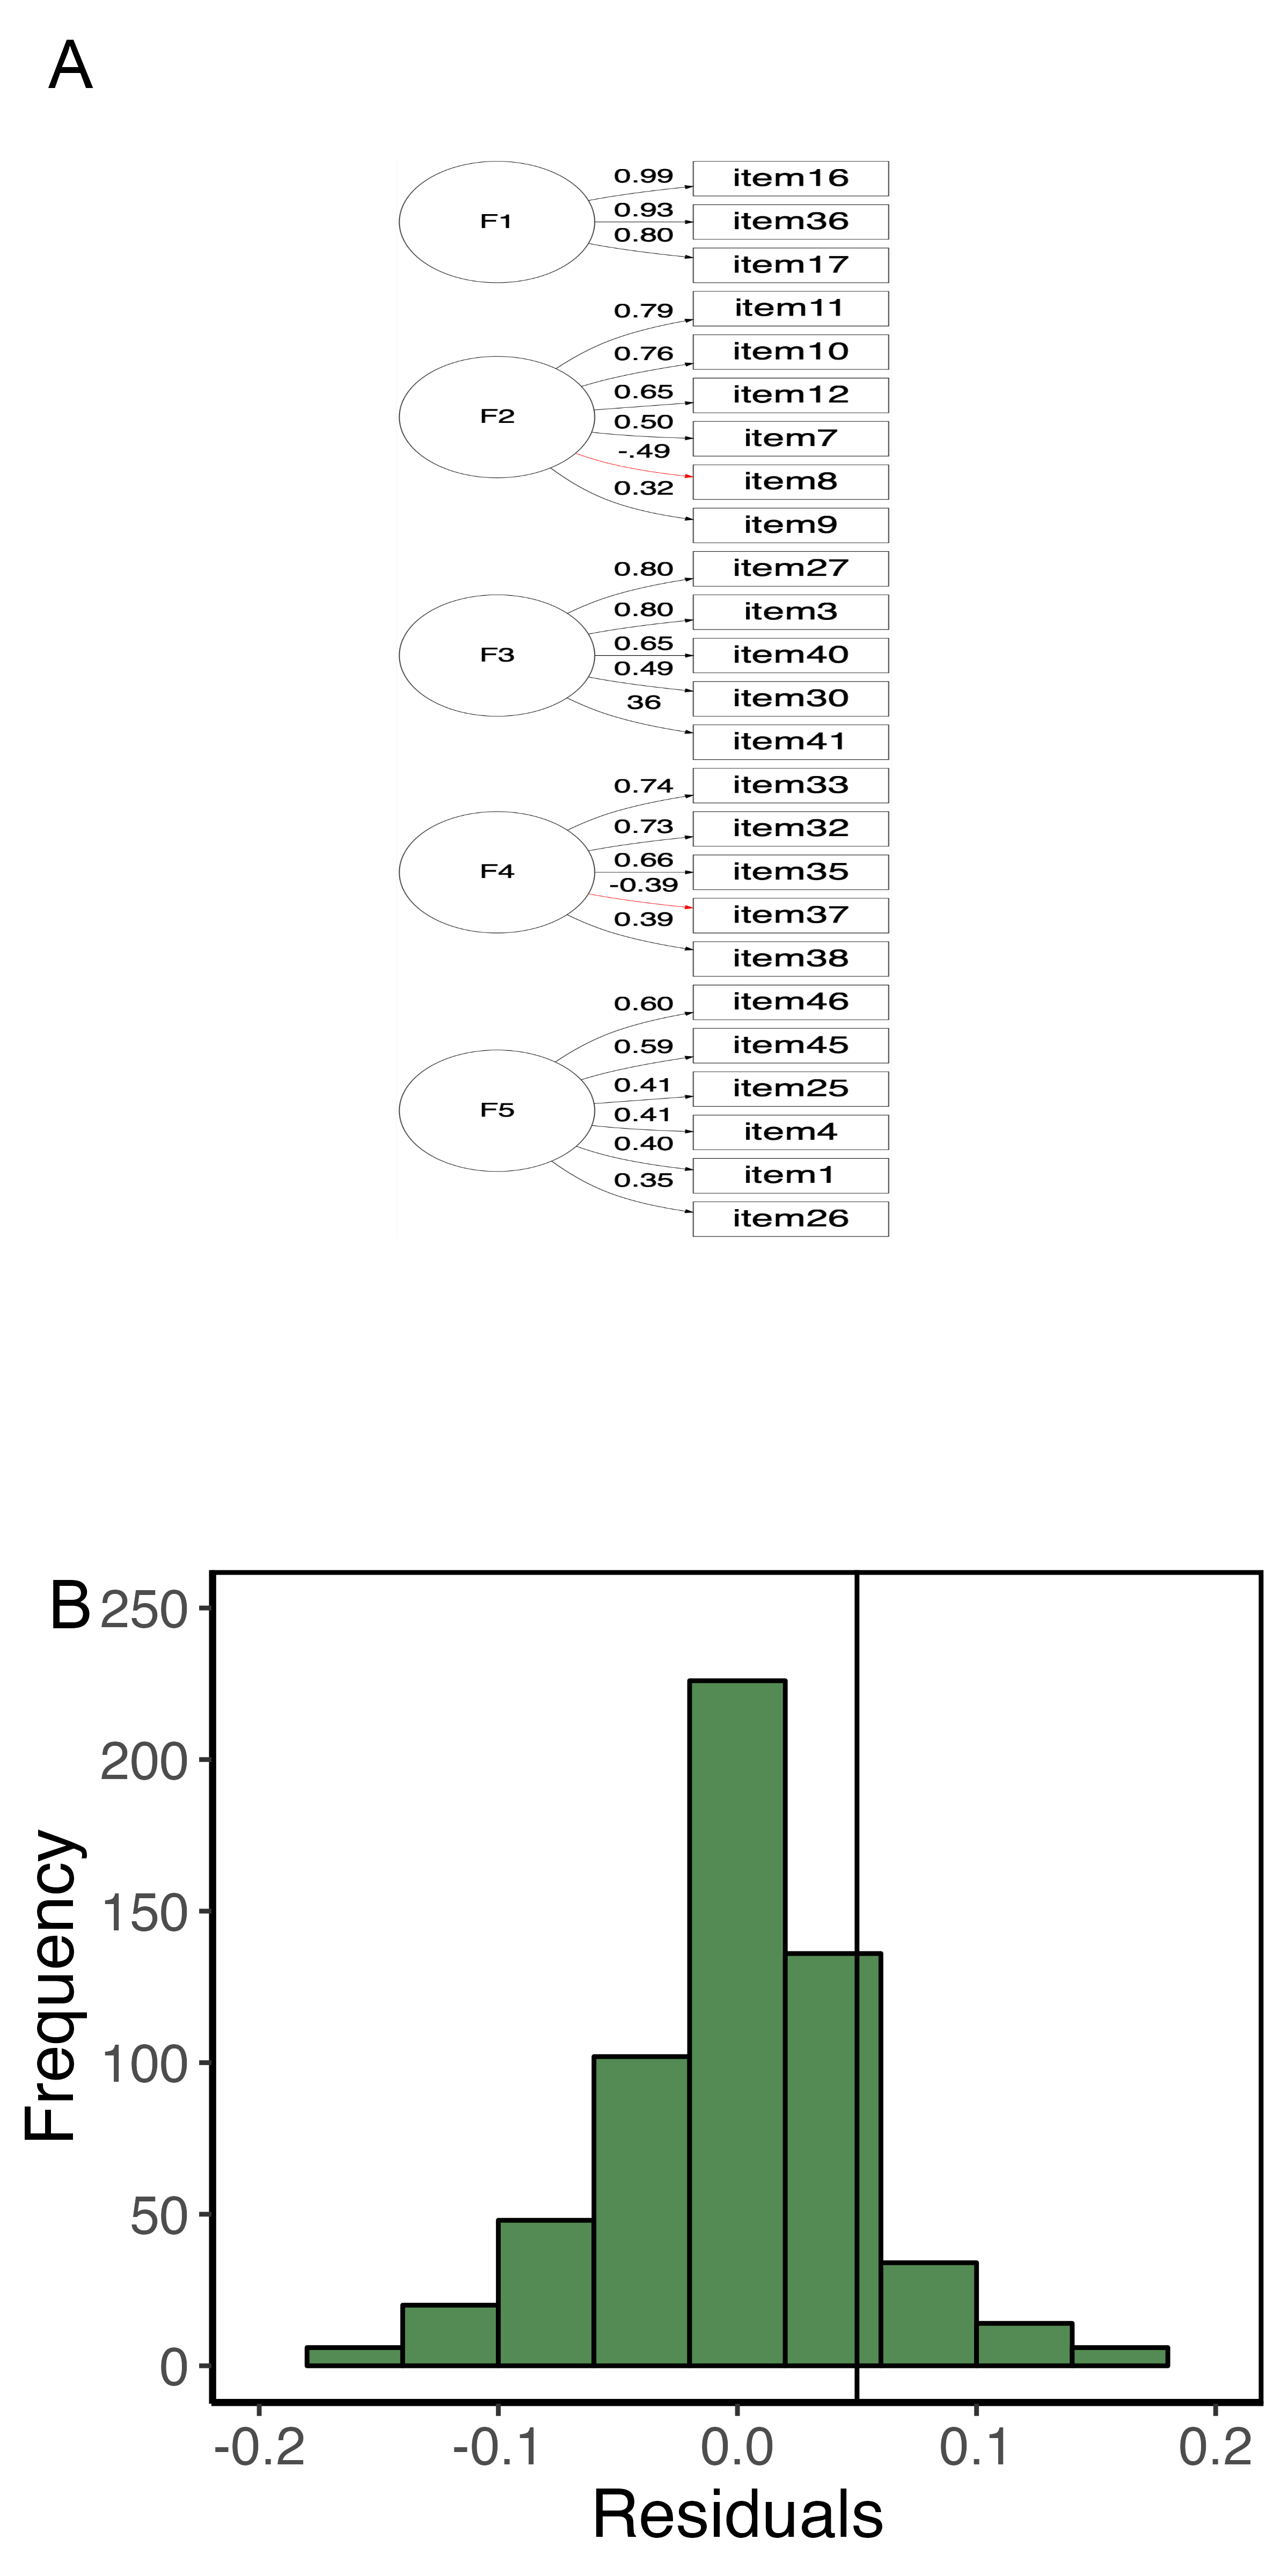 A
0.99 item16
F1 0.93 item36
0.80 item17
0.79 item11
0.76 item10
F2 0.65 item12
0.50 item7
-.49 item8
0.32 item9
0.80 item27
0.80 item3
F3 0.65 item40
0.49 item30
36 item41
0.74 item33
0.73 item32
F4 0.66 item35
-0.39 item37
0.39 item38
0.60 item46
0.59 item45
F5 0.41 item25
0.41 item4
0.40 item1
0.35 item26
B
250
200
150
100
50
0
Frequency
-0.2 -0.1 0.0 0.1 0.2
Residuals